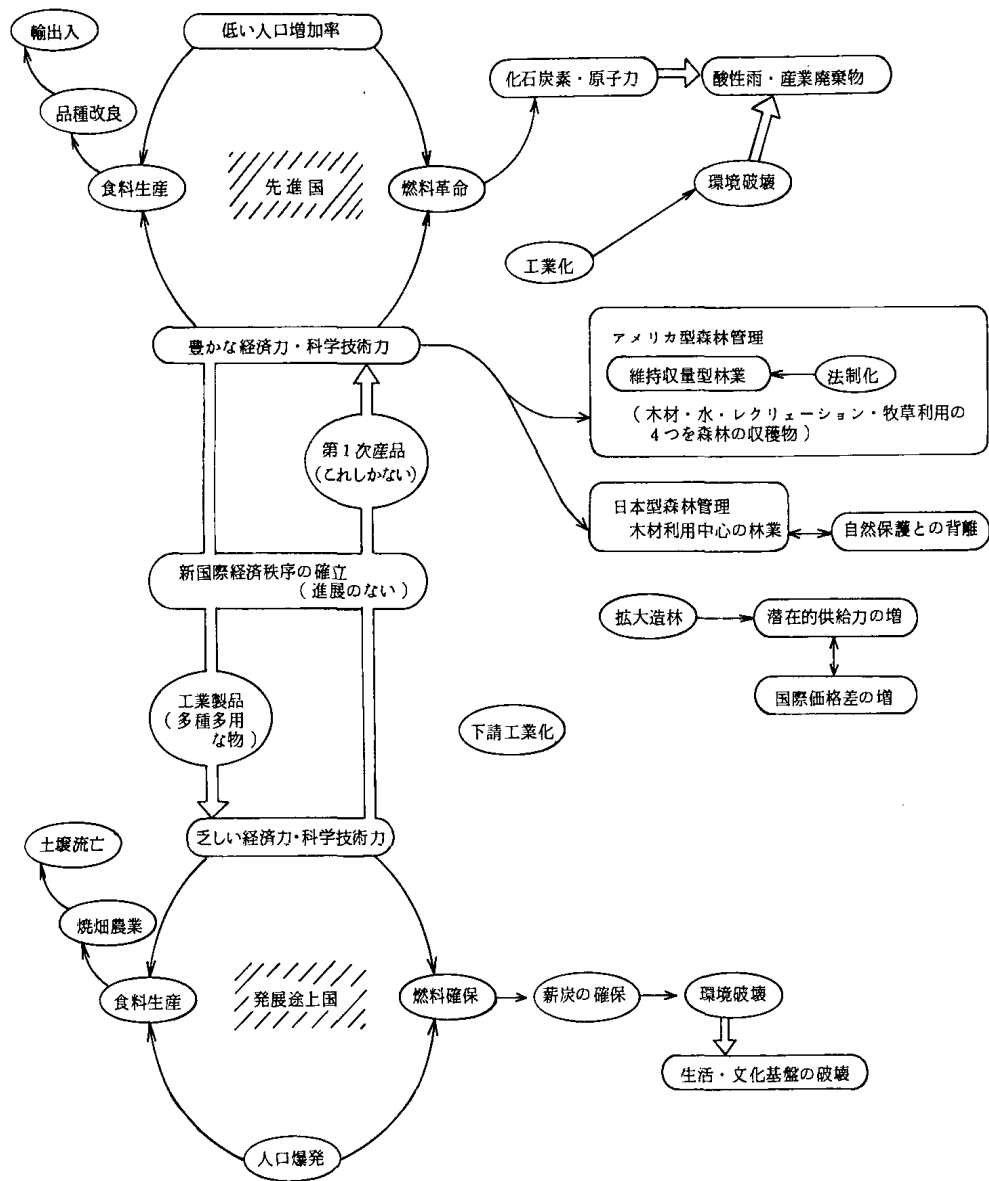 輸出入
低い人口増加率
化石炭素・原子力
酸性雨・産業廃棄物
品種改良
食料生産
先進国
燃料革命
環境破壊
工業化
豊かな経済力・科学技術力
アメリカ型森林管理
維持収量型林業
法制化
(木材・水・レクリェーション・牧草利用の
4つを森林の収穫物)
第1次産品
(これしかない)
日本型森林管理
木材利用中心の林業
自然保護との背離
新国際経済秩序の確立
(進展のない)
拡大造林
潜在的供給力の増
国際価格差の増
工業製品
(多種多用
な物)
下請工業化
乏しい経済力・科学技術力
土壌流亡
焼畑農業
食料生産
発展途上国
燃料確保
薪炭の確保
環境破壊
生活・文化基盤の破壊
人口爆発